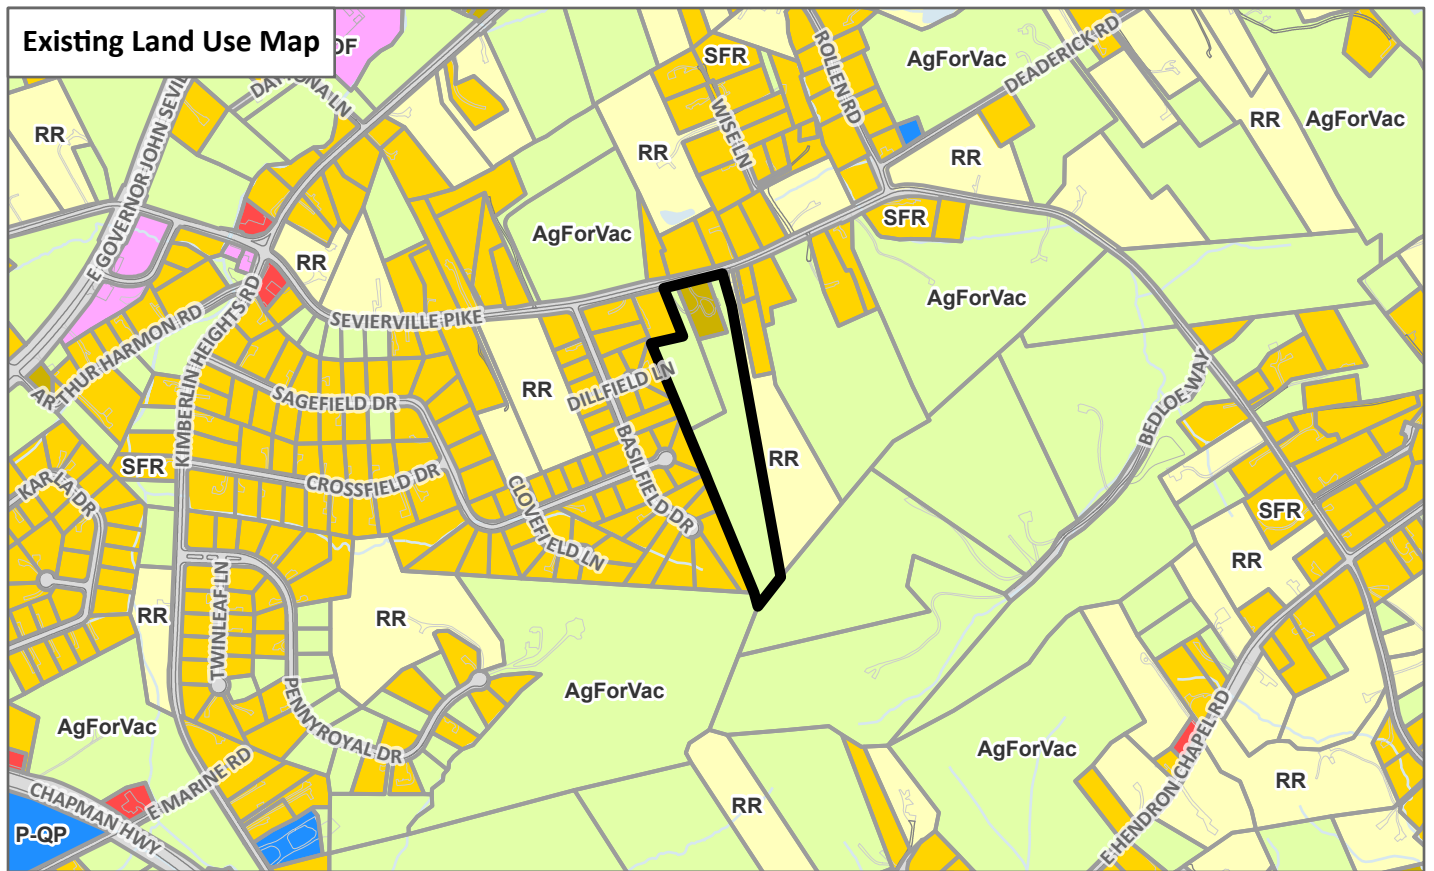 Existing Land Use Map
OF
DAYTONA LN
E GOVERNOR JOHN SEVIE
RR
SFR
WISE LN
ROLLEN RD
AgForVac
DEADERICK RD
RR
AgForVac
RR
RR
AgForVac
SFR
RR
AgForVac
SEVIERVILLE PIKE
ARTHUR HARMON RD
KIMBERLIN HEIGHTS RD
SAGEFIELD DR
RR
DILLFIELD LN
BASILFIELD DR
BEDLOE WAY
SFR
CROSSFIELD DR
CLOVEFIELD LN
RR
KARLA DR
SFR
RR
RR
TWINLEAF LN
RR
PENNYROYAL DR
AgForVac
AgForVac
AgForVac
E MARINE RD
CHAPMAN HWY
P-QP
RR
E HENDRON CHAPEL RD
RR